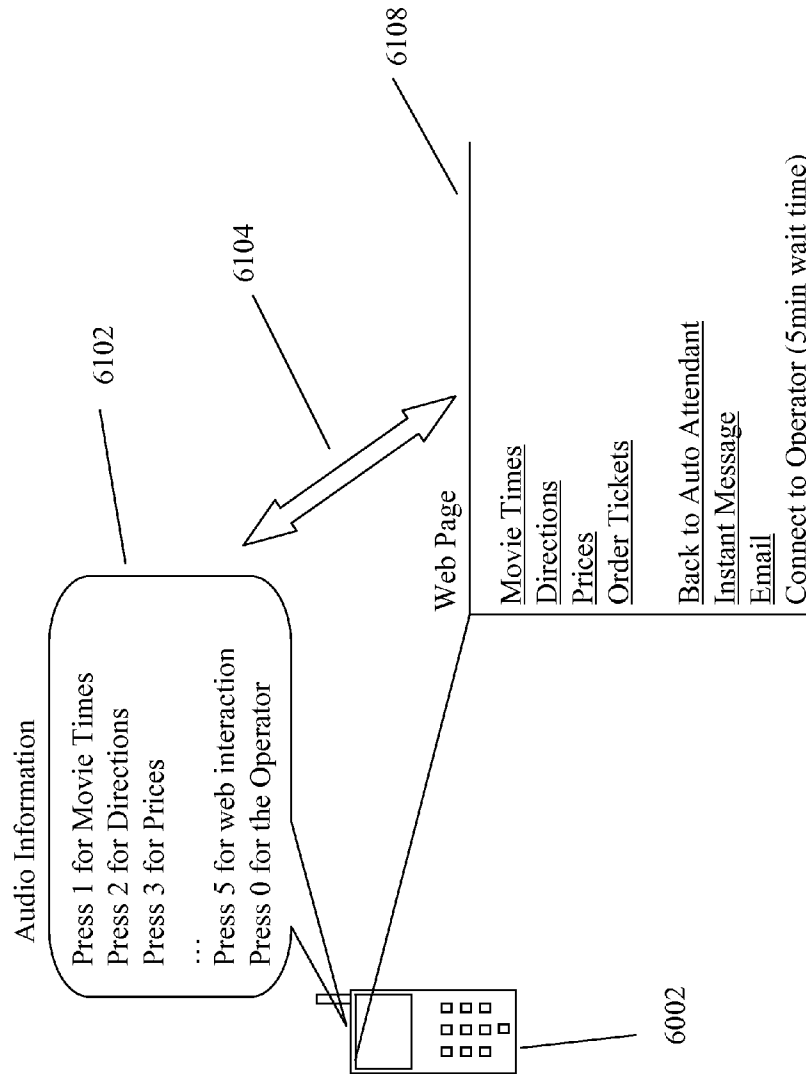 Audio Information
Press 1 for Movie Times
Press 2 for Directions
Press 3 for Prices
…
Press 5 for web interaction
Press 0 for the Operator
6102
6104
6108
6002
Web Page
Movie Times
Directions
Prices
Order Tickets
Back to Auto Attendant
Instant Message
Email
Connect to Operator (5min wait time)